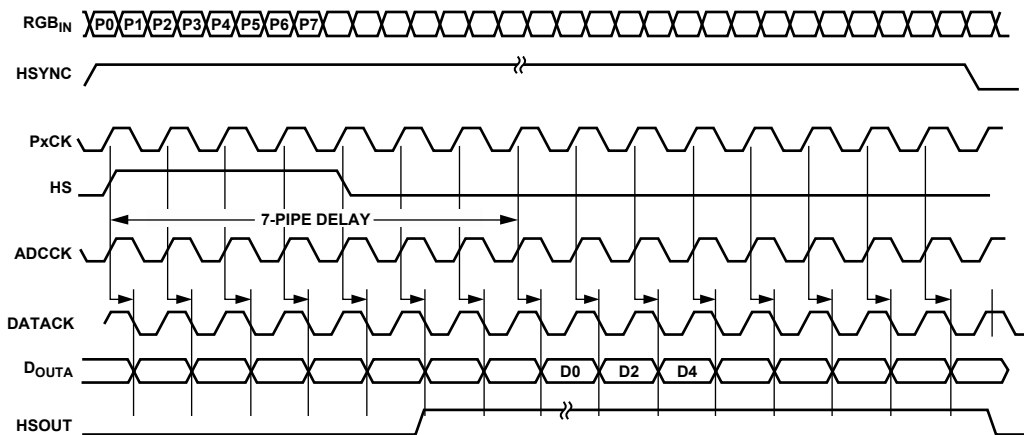 RGBIN P0 P1 P2 P3 P4 P5 P6 P7
HSYNC
PxCK
HS
7-PIPE DELAY
ADCCK
DATACK
DOUTA D0 D2 D4
HSOUT